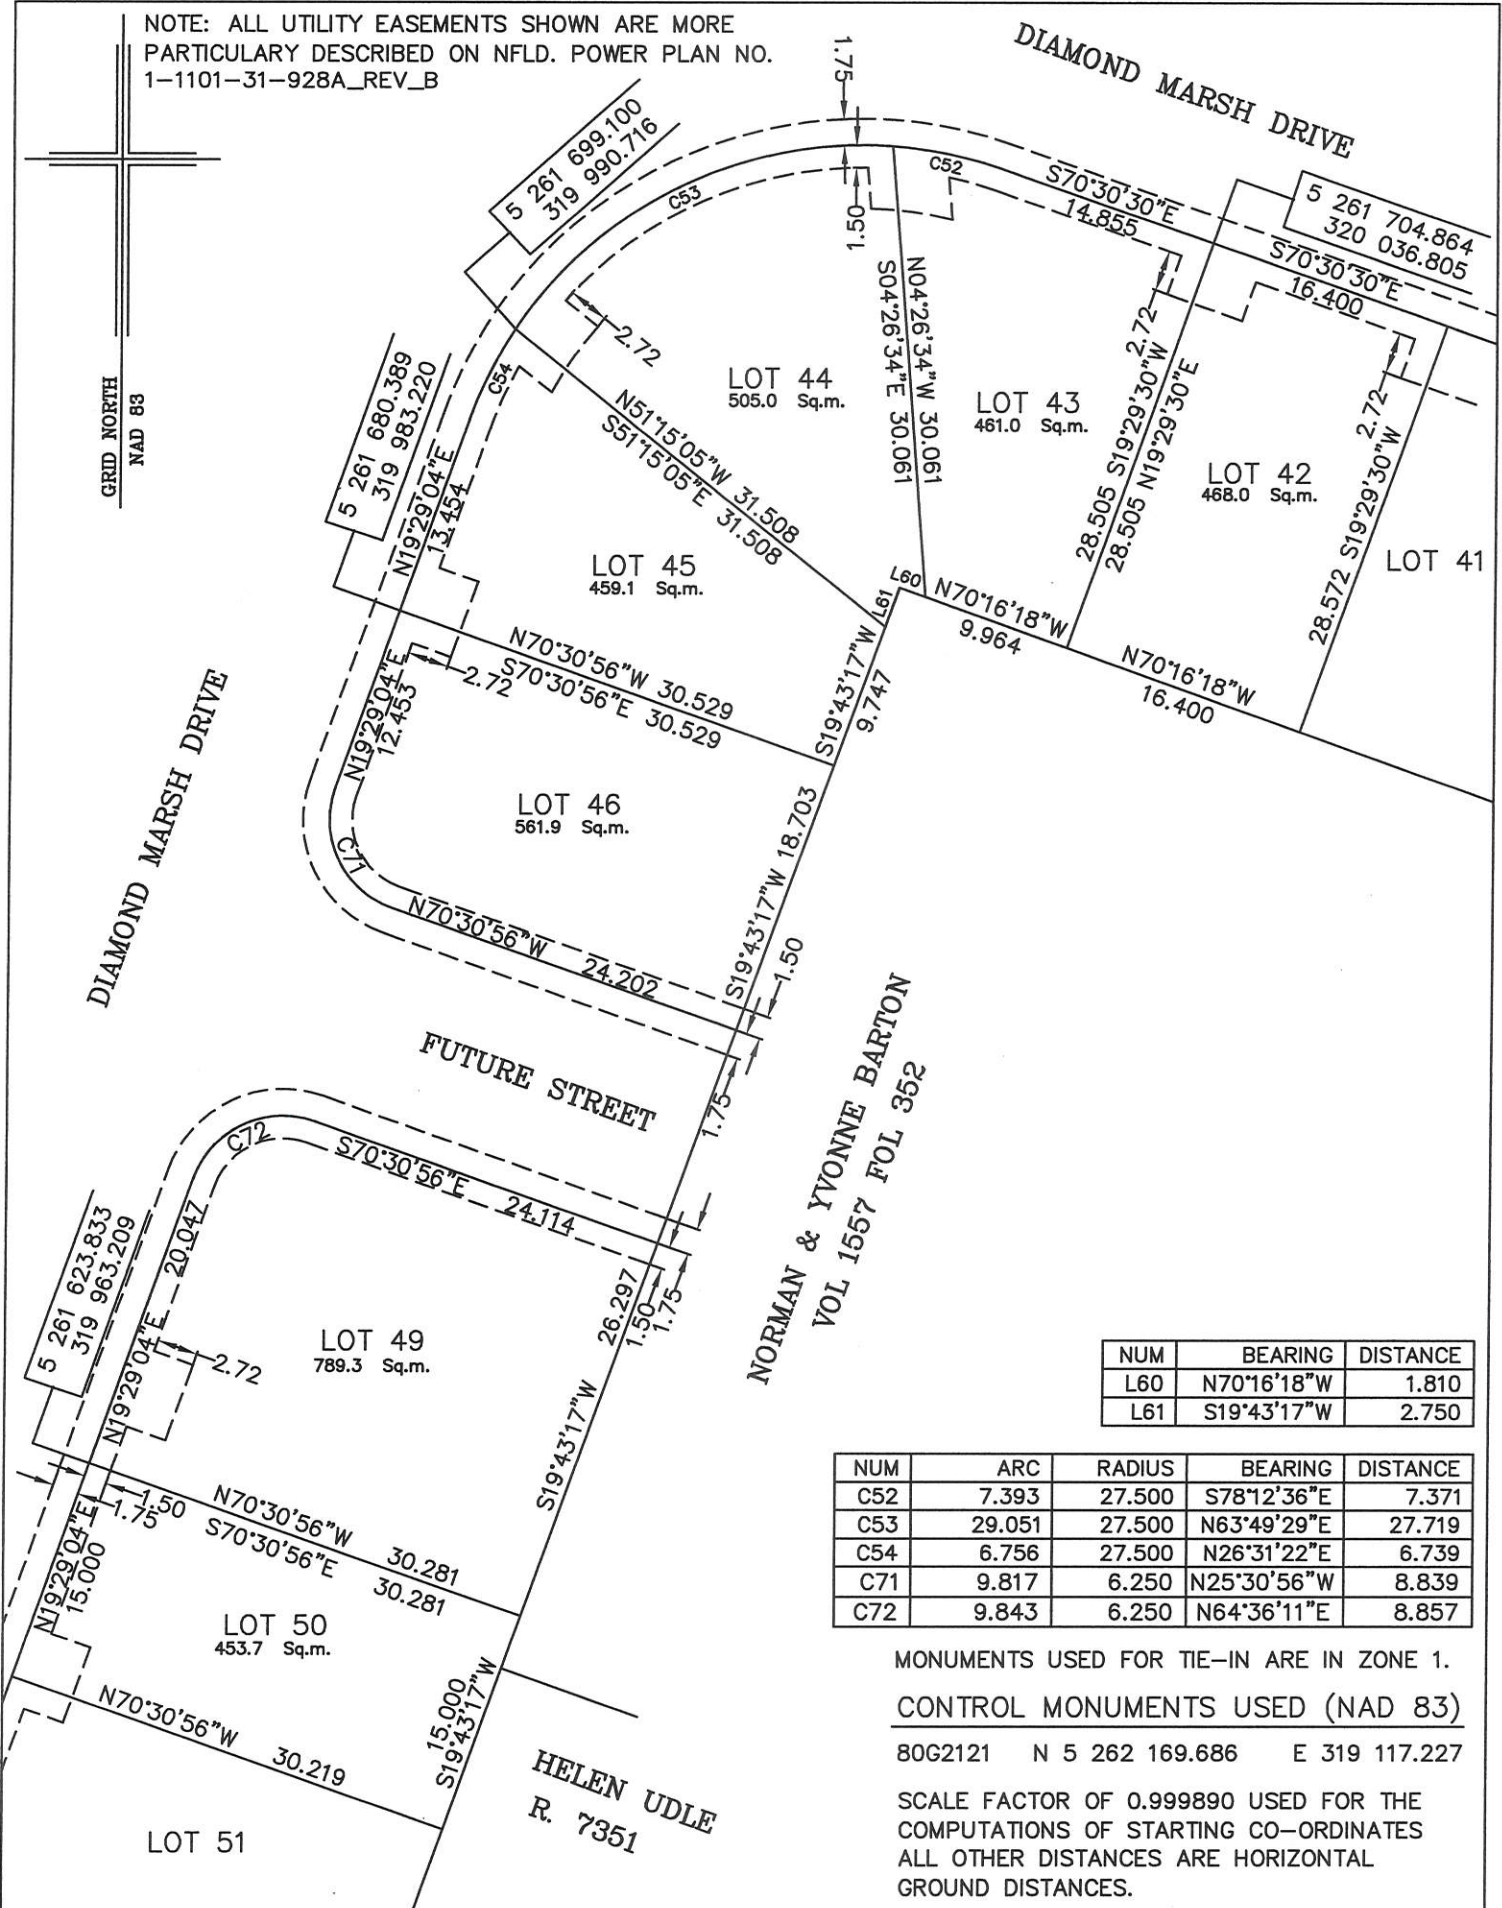 NOTE: ALL UTILITY EASEMENTS SHOWN ARE MORE
PARTICULARY DESCRIBED ON NFLD. POWER PLAN NO.
1-1101-31-928A_REV_B
GRID NORTH
NAD 83
DIAMOND MARSH DRIVE
1.75
1.50
5 261 699.100
319 990.716
C53
C52
S70°30'30"E
14.855
5 261 704.864
320 036.805
S70°30'30"E
16.400
2.72
2.72
2.72
LOT 44
505.0 Sq.m.
N04°26'34"W 30.061
S04°26'34"E 30.061
LOT 43
461.0 Sq.m.
28.505 S19°29'30"W
28.505 N19°29'30"E
LOT 42
468.0 Sq.m.
28.572 S19°29'30"W
LOT 41
5 261 680.389
319 983.220
C54
N19°29'04"E
13.454
N51°15'05"W 31.508
S51°15'05"E 31.508
LOT 45
459.1 Sq.m.
L60
L61
N70°16'18"W
9.964
N70°16'18"W
16.400
S19°43'17"W
9.747
N70°30'56"W 30.529
S70°30'56"E 30.529
2.72
N19°29'04"E
12.453
LOT 46
561.9 Sq.m.
S19°43'17"W 18.703
DIAMOND MARSH DRIVE
C71
N70°30'56"W 24.202
1.50
1.75
FUTURE STREET
NORMAN & YVONNE BARTON
VOL 1557 FOL 352
C72
S70°30'56"E 24.114
5 261 623.833
319 963.209
N19°29'04"E
20.047
2.72
LOT 49
789.3 Sq.m.
S19°43'17"W
26.297
1.50
1.75
1.50
1.75
N70°30'56"W 30.281
S70°30'56"E 30.281
N19°29'04"E
15.000
LOT 50
453.7 Sq.m.
15.000
S19°43'17"W
N70°30'56"W 30.219
HELEN UDLE
R. 7351
LOT 51
NUM BEARING DISTANCE
L60 N70°16'18"W 1.810
L61 S19°43'17"W 2.750
NUM ARC RADIUS BEARING DISTANCE
C52 7.393 27.500 S78°12'36"E 7.371
C53 29.051 27.500 N63°49'29"E 27.719
C54 6.756 27.500 N26°31'22"E 6.739
C71 9.817 6.250 N25°30'56"W 8.839
C72 9.843 6.250 N64°36'11"E 8.857
MONUMENTS USED FOR TIE-IN ARE IN ZONE 1.
CONTROL MONUMENTS USED (NAD 83)
80G2121 N 5 262 169.686 E 319 117.227
SCALE FACTOR OF 0.999890 USED FOR THE
COMPUTATIONS OF STARTING CO-ORDINATES
ALL OTHER DISTANCES ARE HORIZONTAL
GROUND DISTANCES.